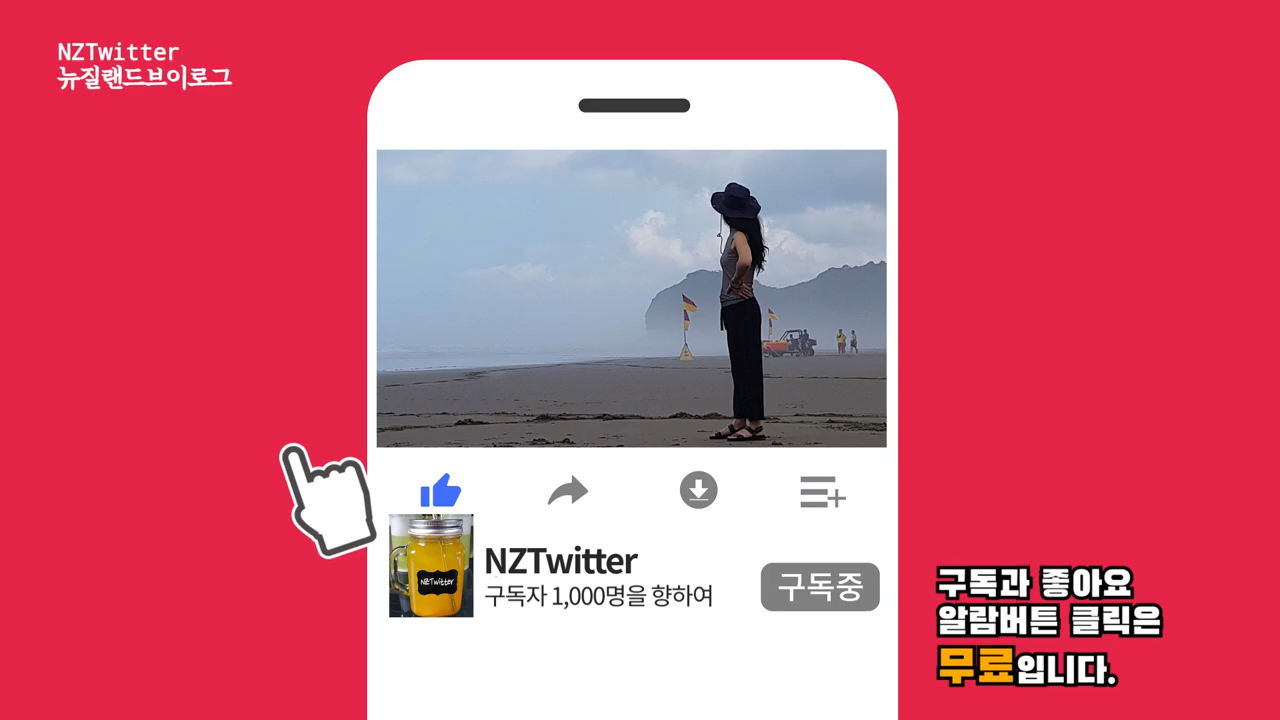 NZTwitter
뉴질랜드브이로그
NZTwitter
NZTwitter
구독자 1,000명을 향하여
구독중
구독과 좋아요
알람버튼 클릭은
무료입니다.